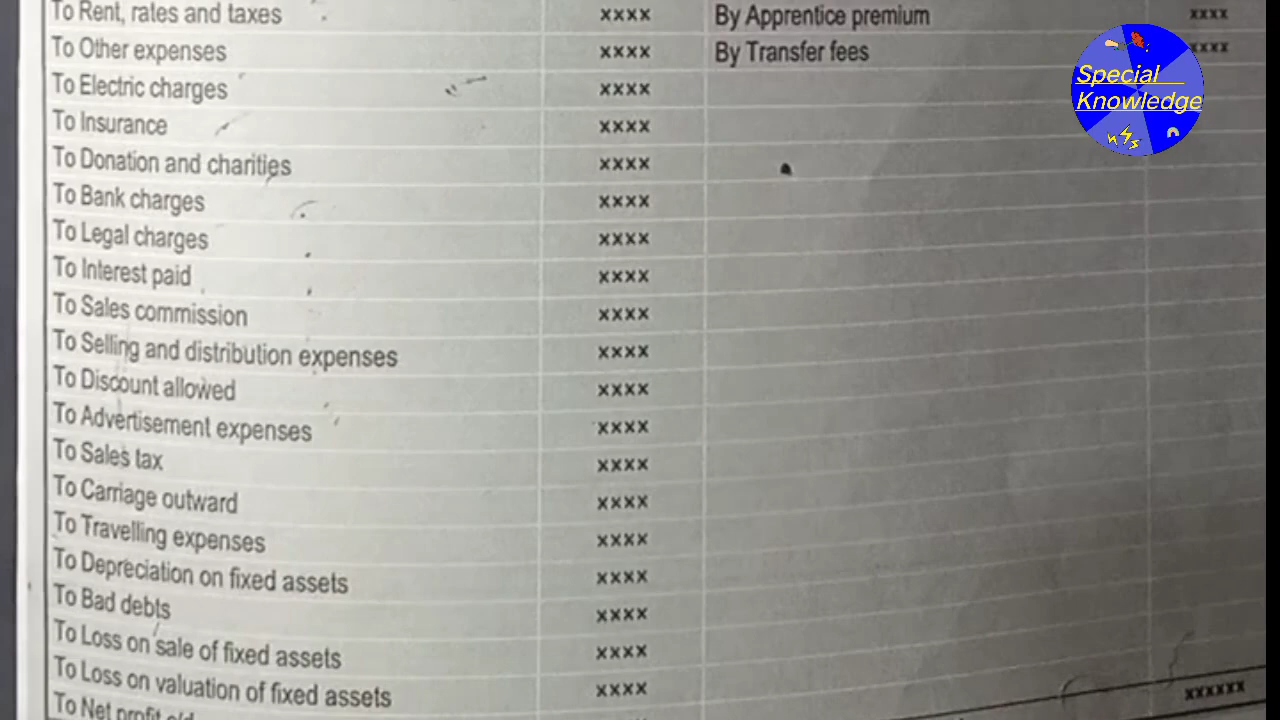 To Rent, rates and taxes xxxx By Apprentice premium xxxx
To Other expenses xxxx By Transfer fees xxxx
To Electric charges xxxx
To Insurance xxxx
To Donation and charities xxxx
To Bank charges xxxx
To Legal charges xxxx
To Interest paid xxxx
To Sales commission xxxx
To Selling and distribution expenses xxxx
To Discount allowed xxxx
To Advertisement expenses xxxx
To Sales tax xxxx
To Carriage outward xxxx
To Travelling expenses xxxx
To Depreciation on fixed assets xxxx
To Bad debts xxxx
To Loss on sale of fixed assets xxxx
To Loss on valuation of fixed assets xxxx
To Net profit xxxxxx
Special
Knowledge